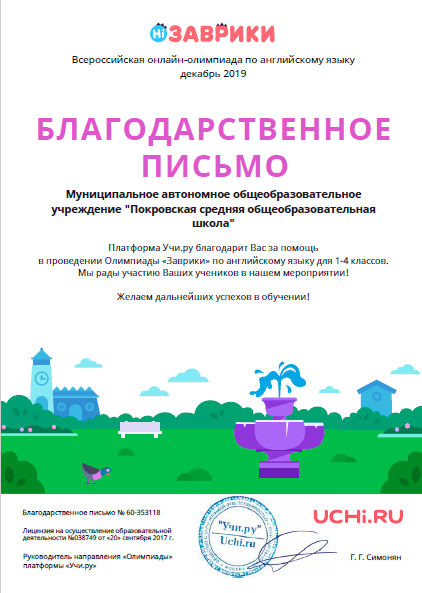 Hi ЗАВРИКИ
Всероссийская онлайн-олимпиада по английскому языку
декабрь 2019
БЛАГОДАРСТВЕННОЕ
ПИСЬМО
Муниципальное автономное общеобразовательное
учреждение "Покровская средняя общеобразовательная
школа"
Платформа Учи.ру благодарит Вас за помощь
в проведении Олимпиады «Заврики» по английскому языку для 1-4 классов.
Мы рады участию Ваших учеников в нашем мероприятии!
Желаем дальнейших успехов в обучении!
Благодарственное письмо № 60-353118
Лицензия на осуществление образовательной
деятельности №038749 от «20» сентября 2017 г.
Руководитель направления «Олимпиады»
платформы «Учи.ру»
"Учи.ру"
Uchi.ru
UCHi.RU
Г. Г. Симонян